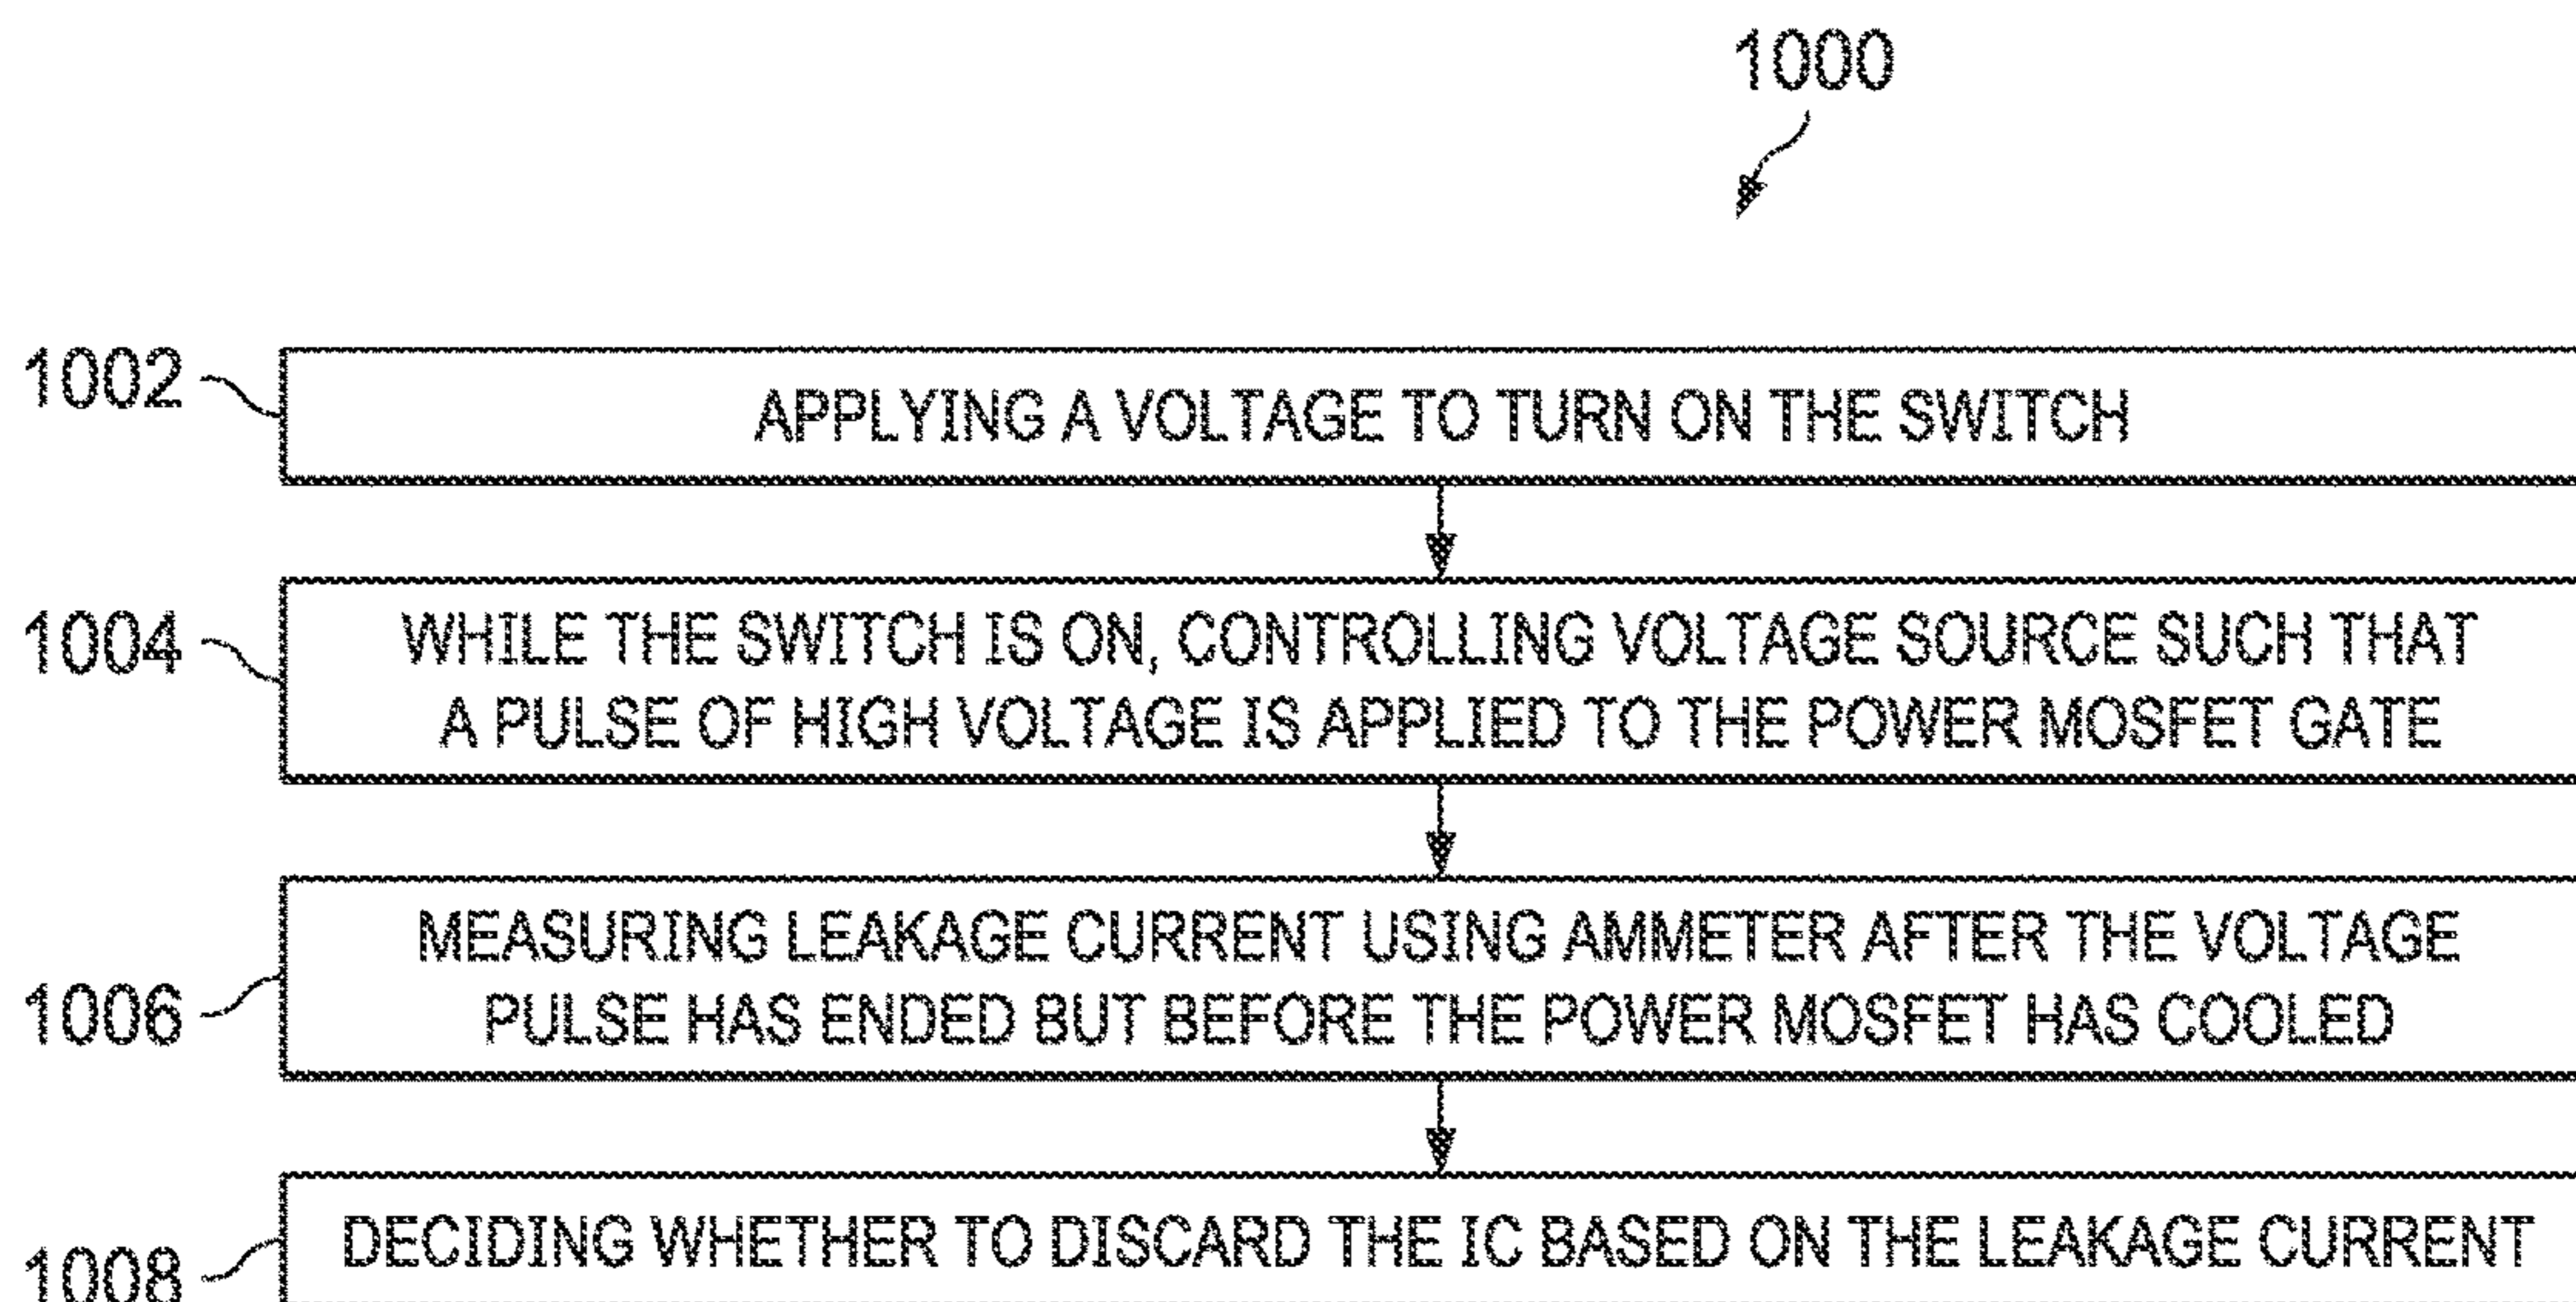 1000
1002
APPLYING A VOLTAGE TO TURN ON THE SWITCH
1004
WHILE THE SWITCH IS ON, CONTROLLING VOLTAGE SOURCE SUCH THAT
A PULSE OF HIGH VOLTAGE IS APPLIED TO THE POWER MOSFET GATE
1006
MEASURING LEAKAGE CURRENT USING AMMETER AFTER THE VOLTAGE
PULSE HAS ENDED BUT BEFORE THE POWER MOSFET HAS COOLED
1008
DECIDING WHETHER TO DISCARD THE IC BASED ON THE LEAKAGE CURRENT